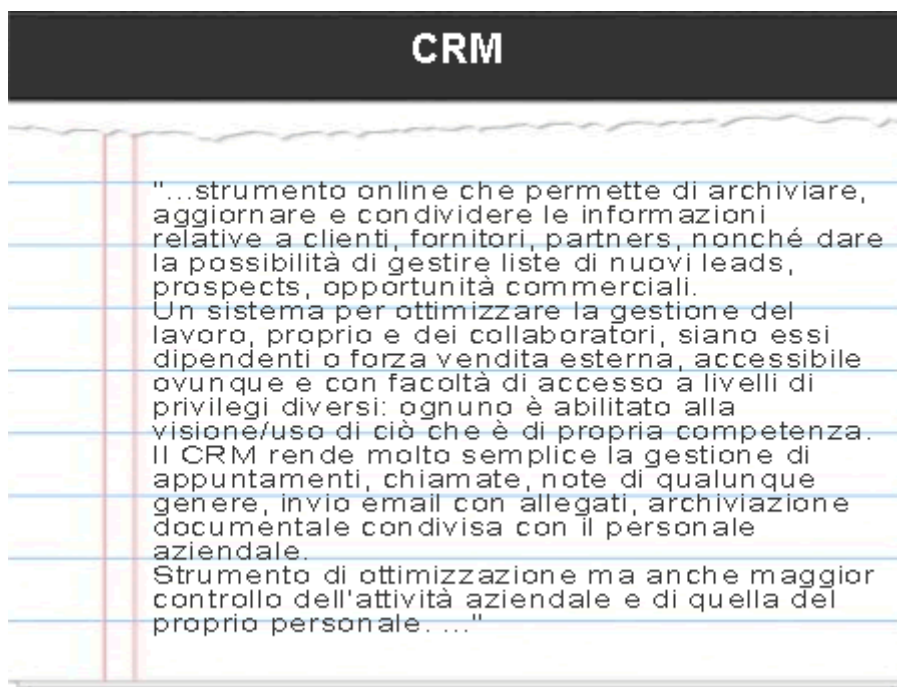 CRM
"...strumento online che permette di archiviare,
aggiornare e condividere le informazioni
relative a clienti, fornitori, partners, nonché dare
la possibilità di gestire liste di nuovi leads,
prospects, opportunità commerciali.
Un sistema per ottimizzare la gestione del
lavoro, proprio e dei collaboratori, siano essi
dipendenti o forza vendita esterna, accessibile
ovunque e con facoltà di accesso a livelli di
privilegi diversi: ognuno è abilitato alla
visione/uso di ciò che è di propria competenza.
Il CRM rende molto semplice la gestione di
appuntamenti, chiamate, note di qualunque
genere, invio email con allegati, archiviazione
documentale condivisa con il personale
aziendale.
Strumento di ottimizzazione ma anche maggior
controllo dell'attività aziendale e di quella del
proprio personale. ..."